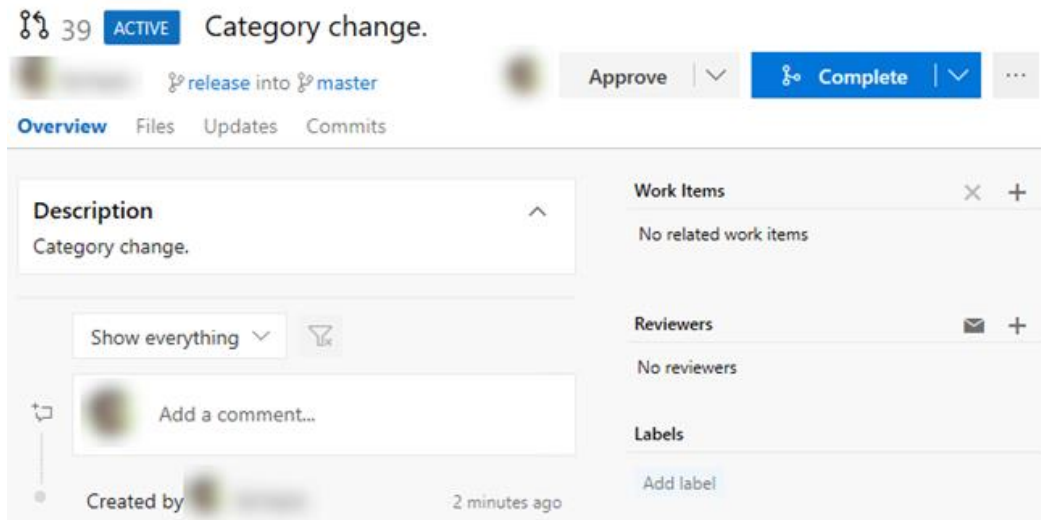 39 ACTIVE Category change.
release into master
Approve Complete ...
Overview Files Updates Commits
Description
Category change.
Work Items
No related work items
Show everything
Reviewers
No reviewers
Add a comment...
Labels
Add label
Created by
2 minutes ago